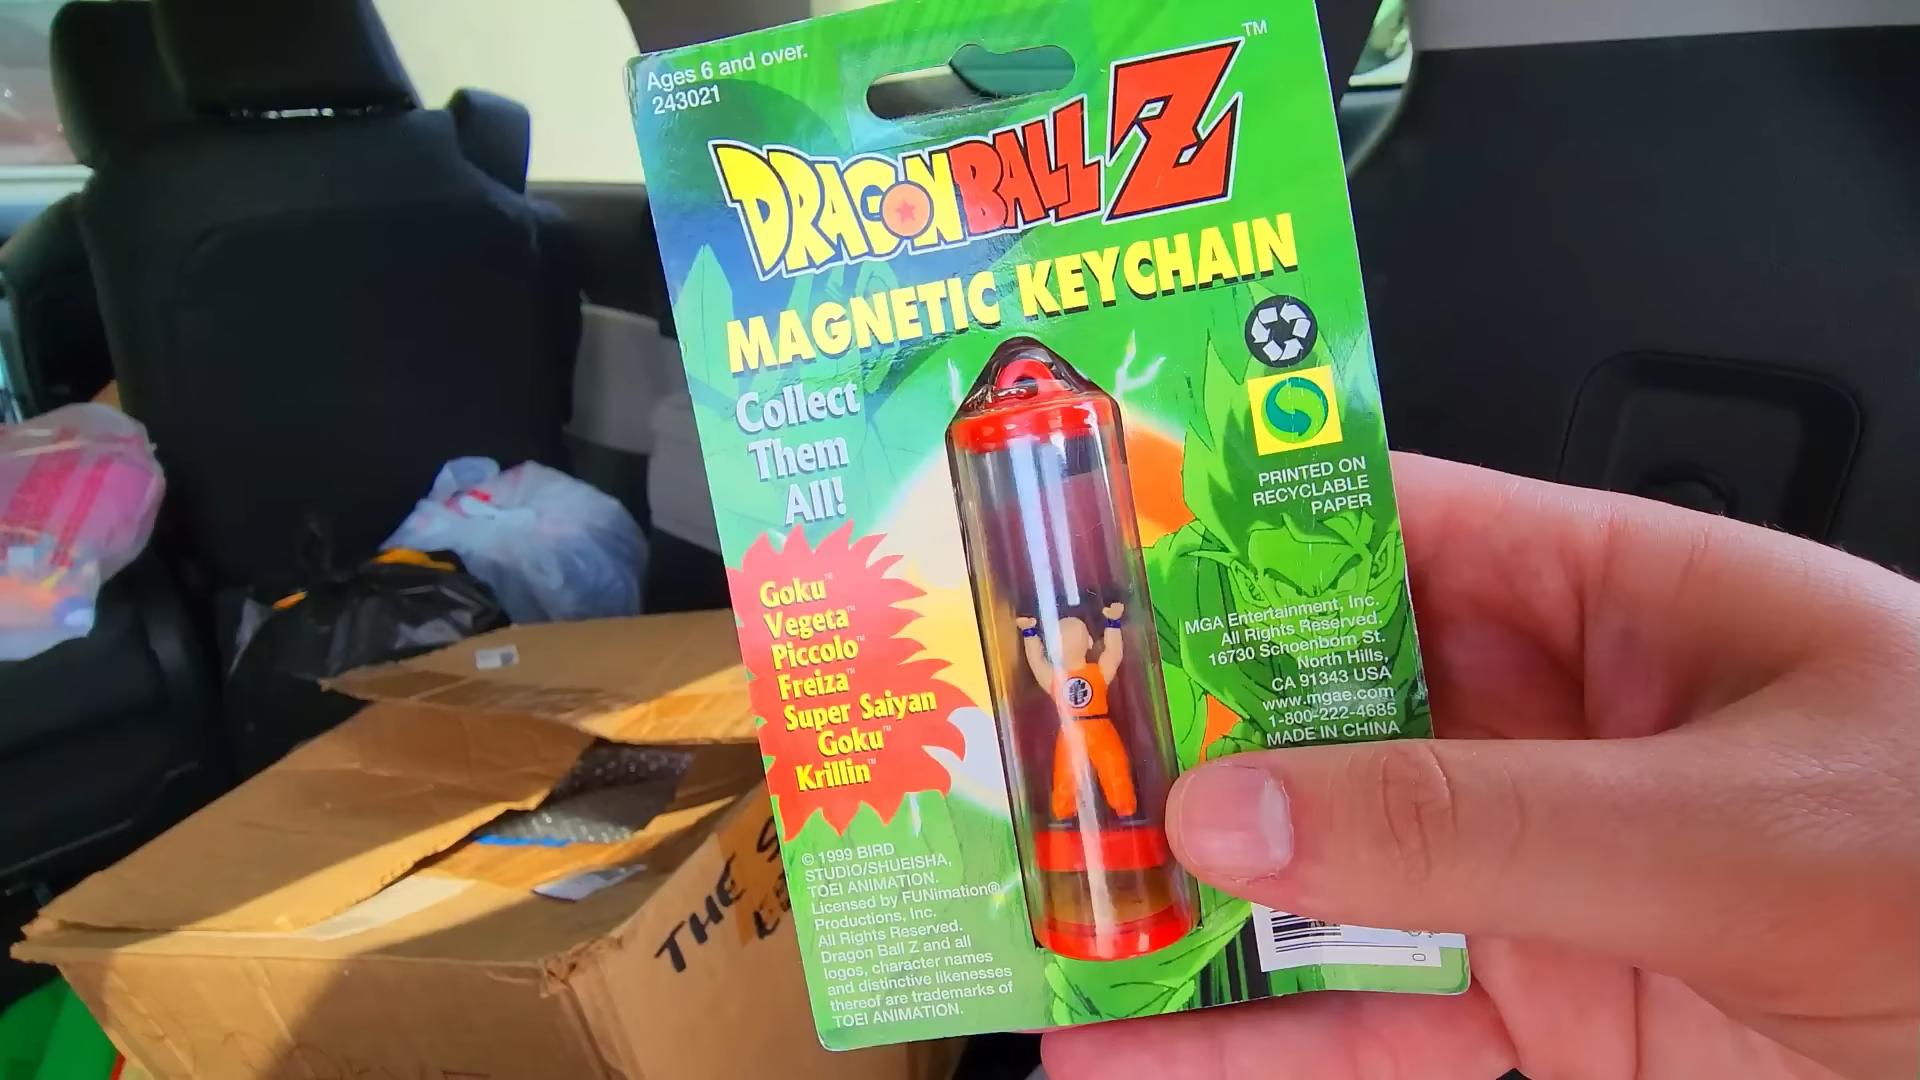 Ages 6 and over.
243021
DRAGON BALL Z™
MAGNETIC KEYCHAIN
Collect
Them
All!
Goku™
Vegeta™
Piccolo™
Freiza™
Super Saiyan
Goku™
Krillin™
© 1999 BIRD
STUDIO/SHUEISHA,
TOEI ANIMATION.
Licensed by FUNimation®
Productions, Inc.
All Rights Reserved.
Dragon Ball Z and all
logos, character names
and distinctive likenesses
thereof are trademarks of
TOEI ANIMATION.
PRINTED ON
RECYCLABLE
PAPER
MGA Entertainment, Inc.
All Rights Reserved.
16730 Schoenborn St.
North Hills,
CA 91343 USA
www.mgae.com
1-800-222-4685
MADE IN CHINA
THE